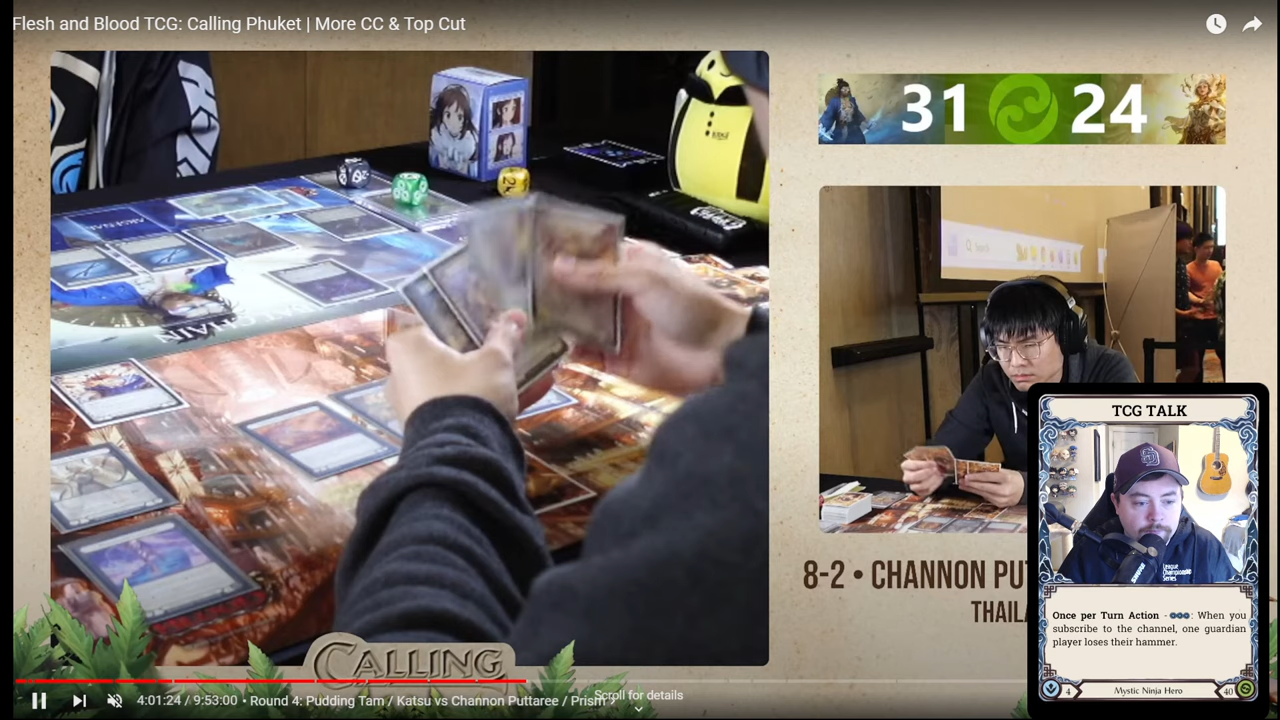 Flesh and Blood TCG: Calling Phuket | More CC & Top Cut
31 24
TCG TALK
8-2 • CHANNON PU
THAILA
Once per Turn Action - : When you
subscribe to the channel, one guardian
player loses their hammer.
4 Mystic Ninja Hero 40
CALLING
Scroll for details
4:01:24 / 9:53:00 • Round 4: Pudding Tam / Katsu vs Channon Puttaree / Prism